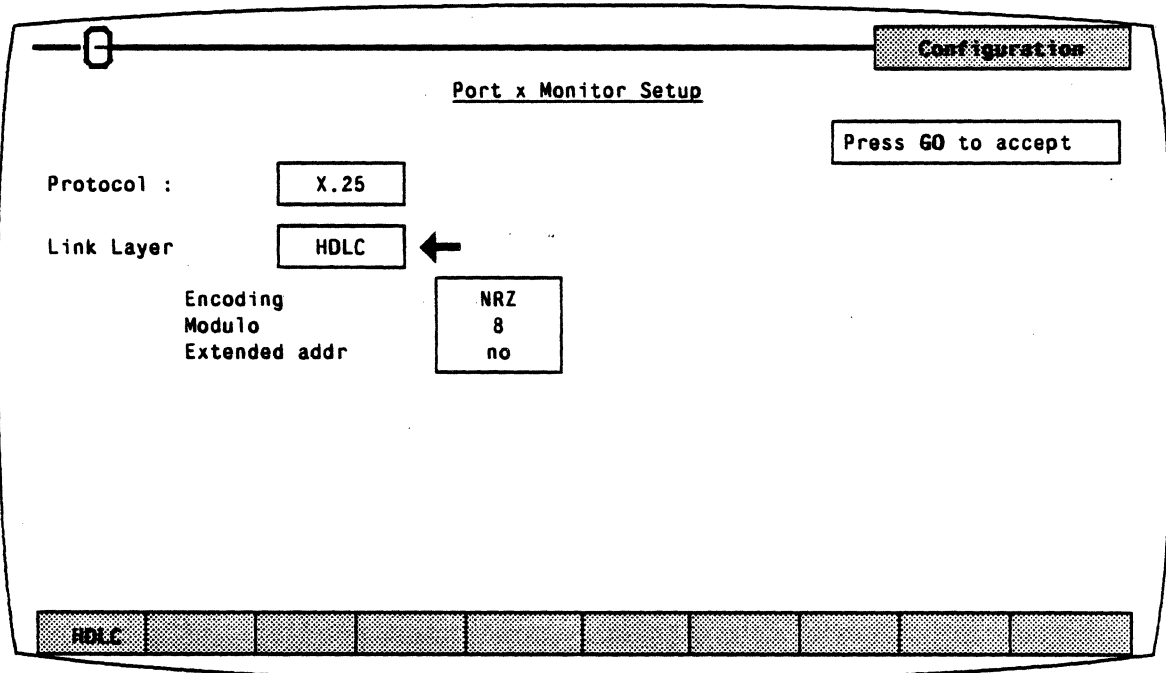 Configuration
Port x Monitor Setup
Press GO to accept
Protocol : X.25
Link Layer HDLC
Encoding NRZ
Modulo 8
Extended addr no
HDLC